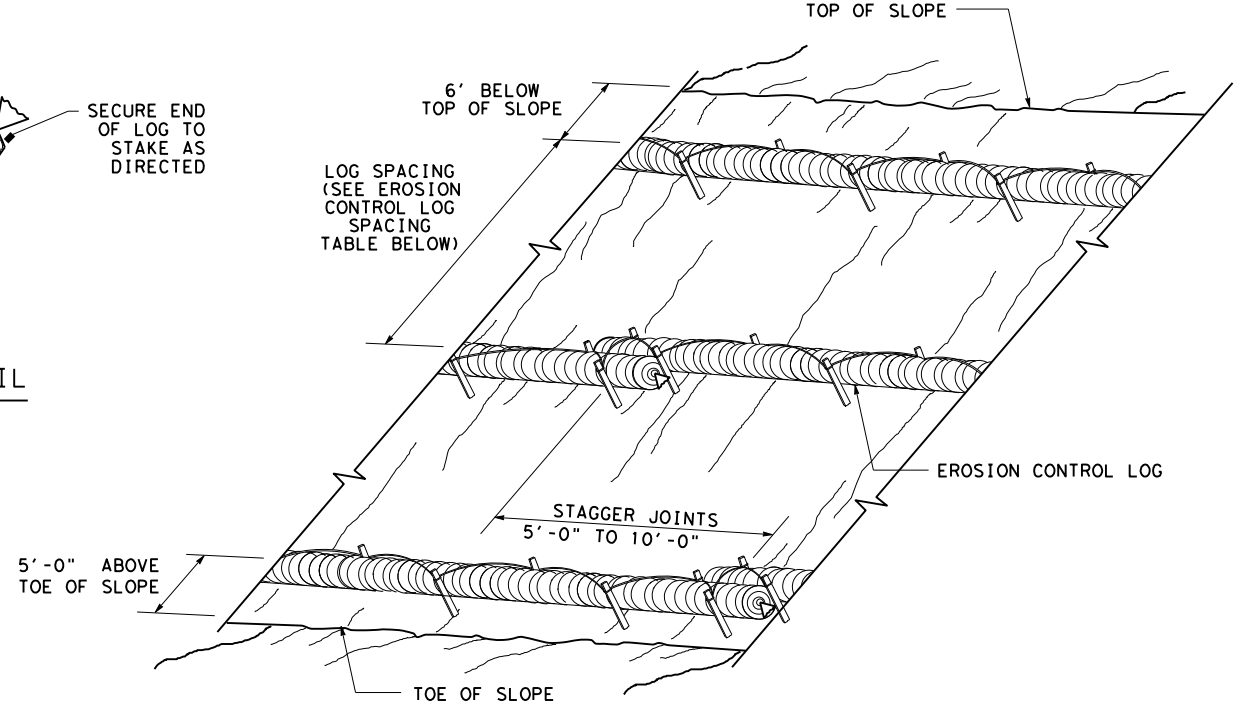 TOP OF SLOPE
6' BELOW
TOP OF SLOPE
SECURE END
OF LOG TO
STAKE AS
DIRECTED
LOG SPACING
(SEE EROSION
CONTROL LOG
SPACING
TABLE BELOW)
IL
EROSION CONTROL LOG
STAGGER JOINTS
5'-0" TO 10'-0"
5'-0" ABOVE
TOE OF SLOPE
TOE OF SLOPE